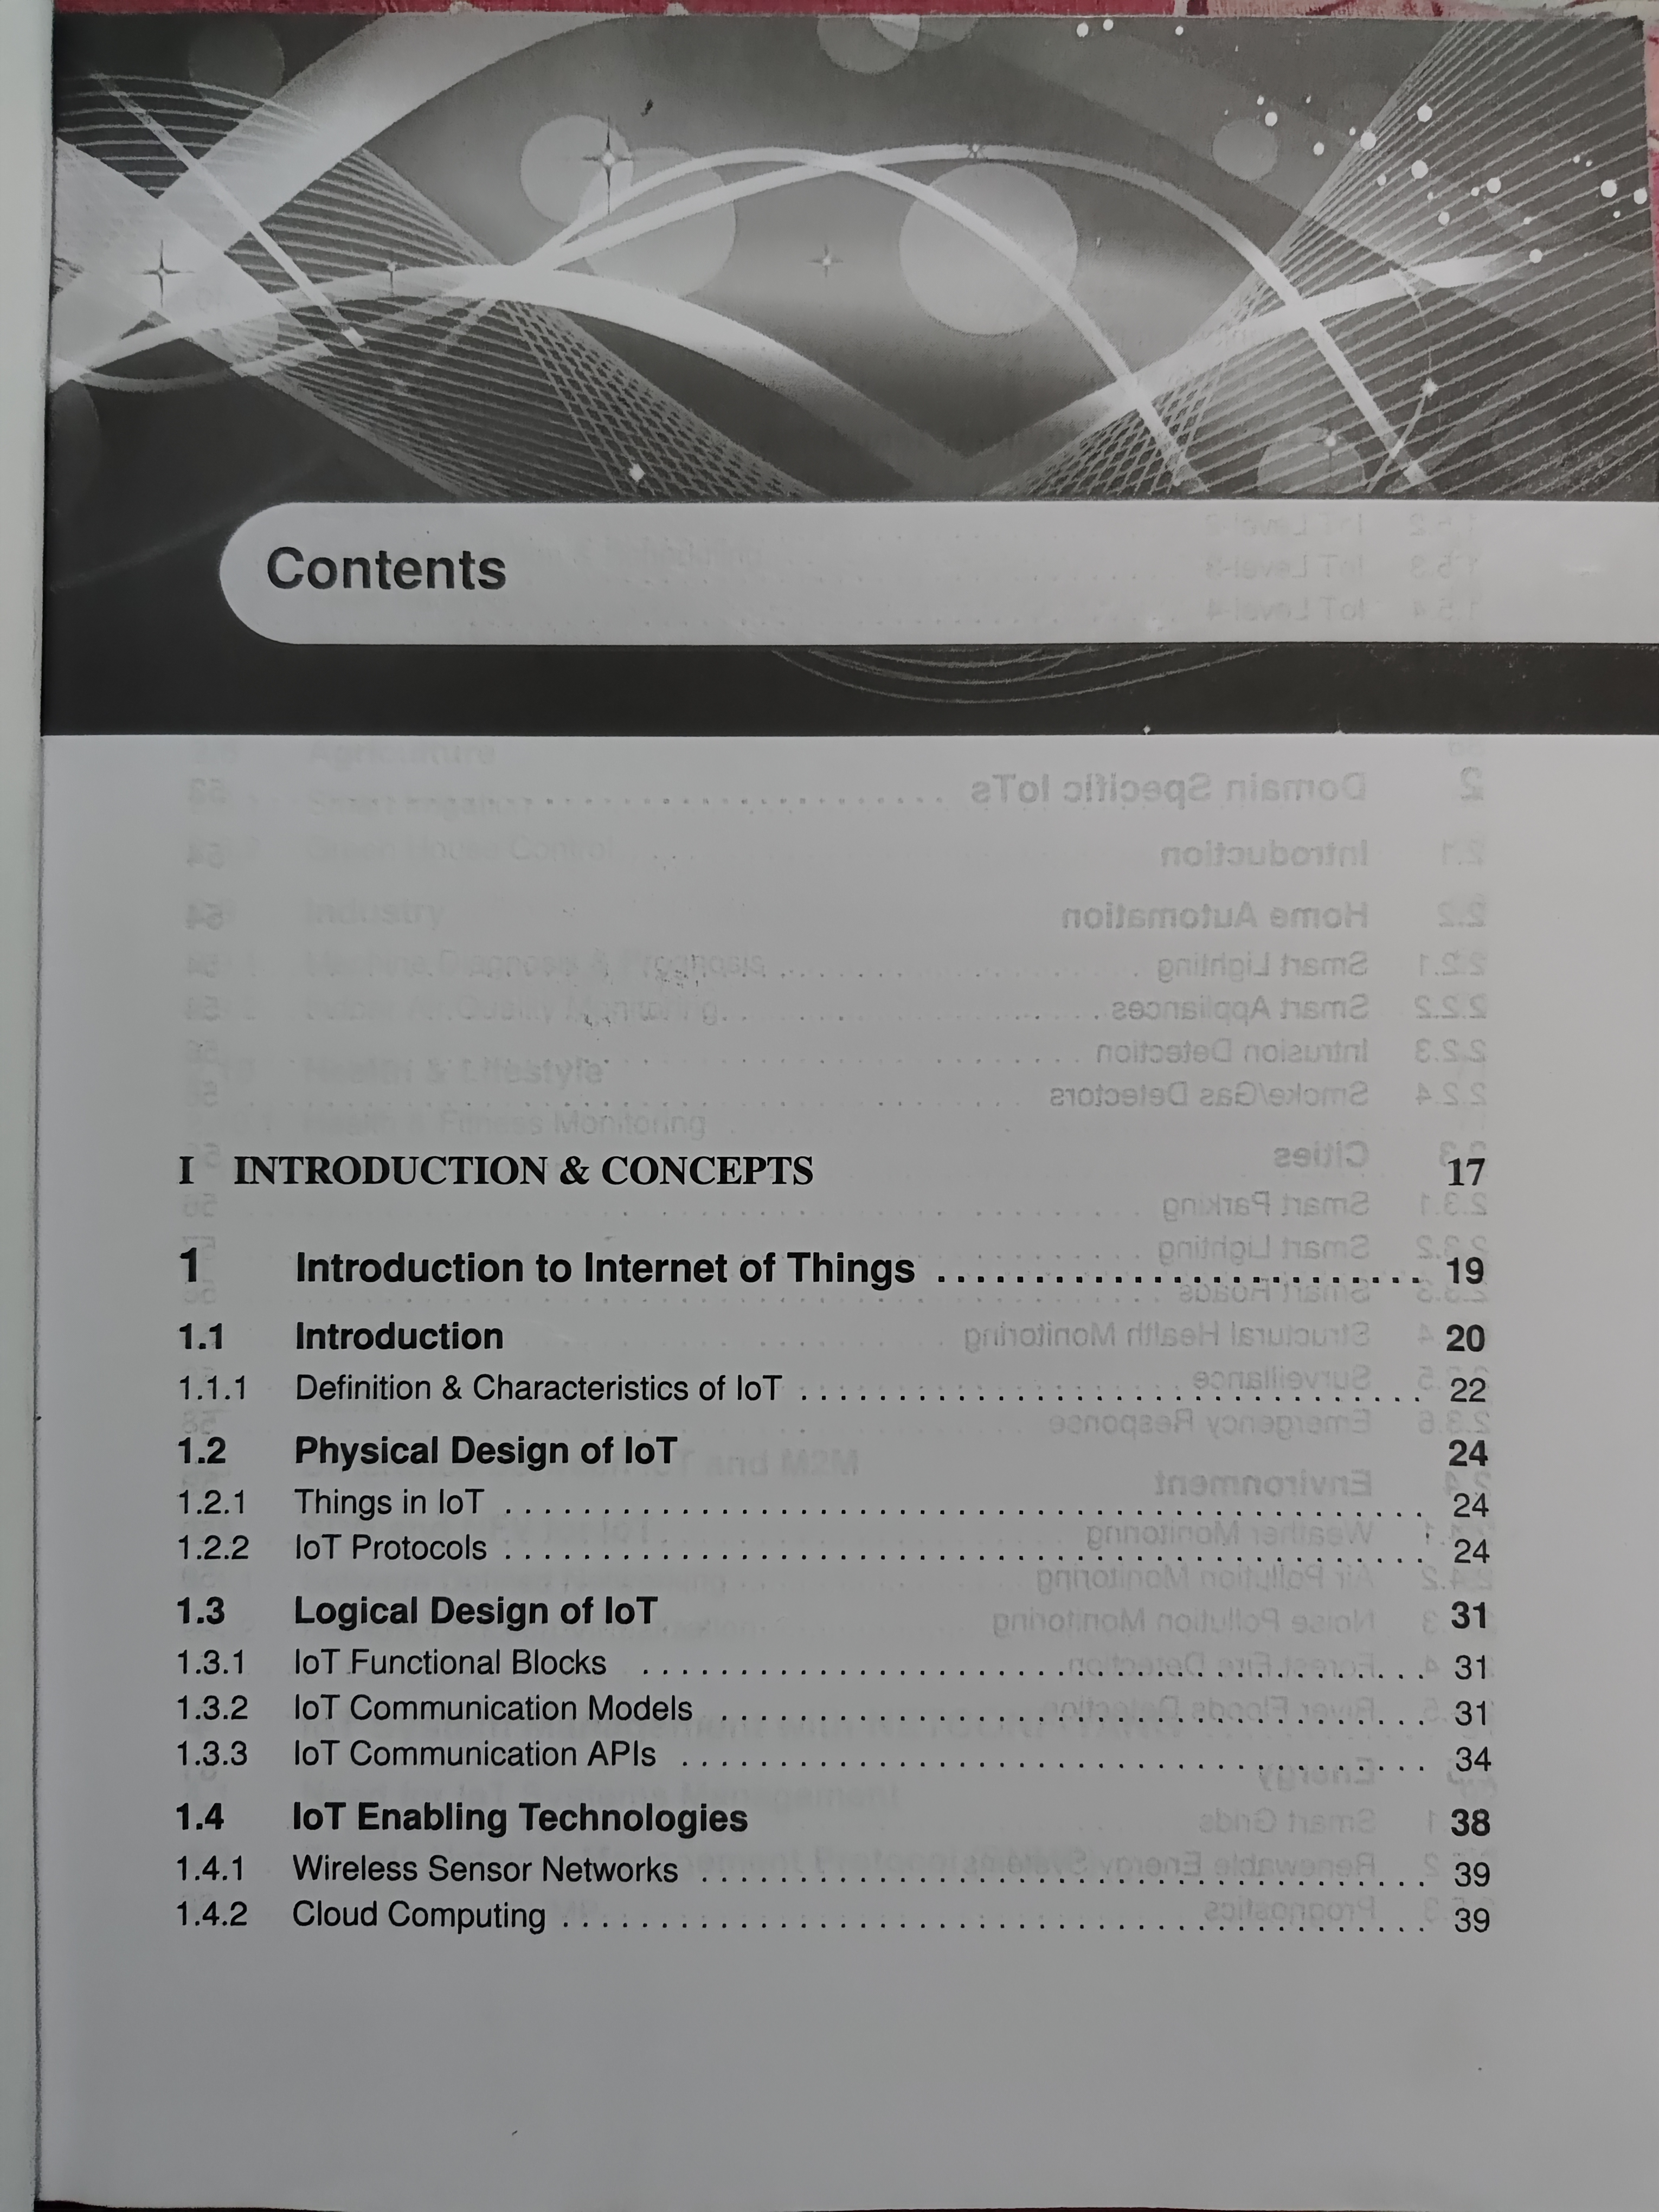 Contents
I INTRODUCTION & CONCEPTS 17
1 Introduction to Internet of Things ........................ 19
1.1 Introduction 20
1.1.1 Definition & Characteristics of IoT ...................................... 22
1.2 Physical Design of IoT 24
1.2.1 Things in IoT ........................................................ 24
1.2.2 IoT Protocols ........................................................ 24
1.3 Logical Design of IoT 31
1.3.1 IoT Functional Blocks ................................................ 31
1.3.2 IoT Communication Models ........................................... 31
1.3.3 IoT Communication APIs .............................................. 34
1.4 IoT Enabling Technologies 38
1.4.1 Wireless Sensor Networks ............................................ 39
1.4.2 Cloud Computing ..................................................... 39